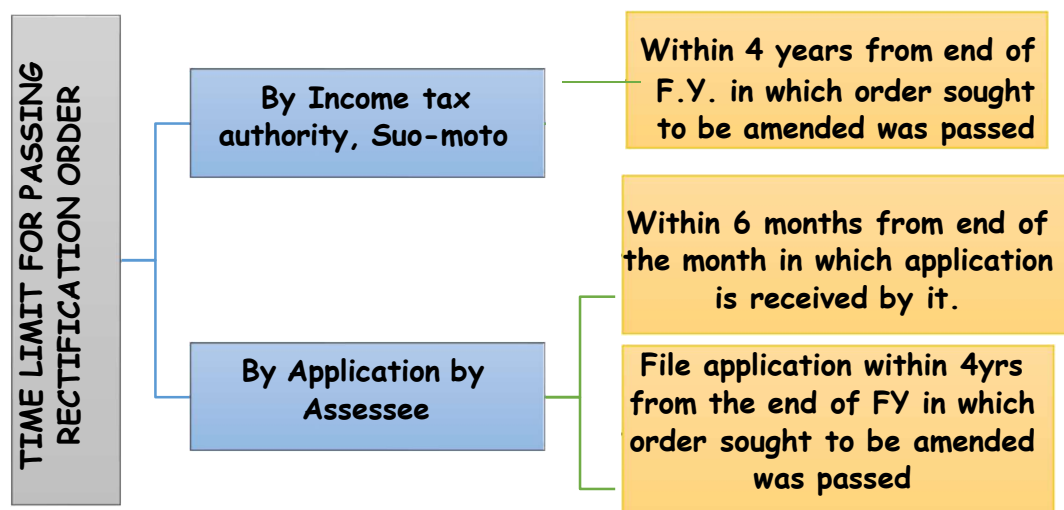 TIME LIMIT FOR PASSING
RECTIFICATION ORDER
By Income tax
authority, Suo-moto
Within 4 years from end of
F.Y. in which order sought
to be amended was passed
By Application by
Assessee
Within 6 months from end of
the month in which application
is received by it.
File application within 4yrs
from the end of FY in which
order sought to be amended
was passed